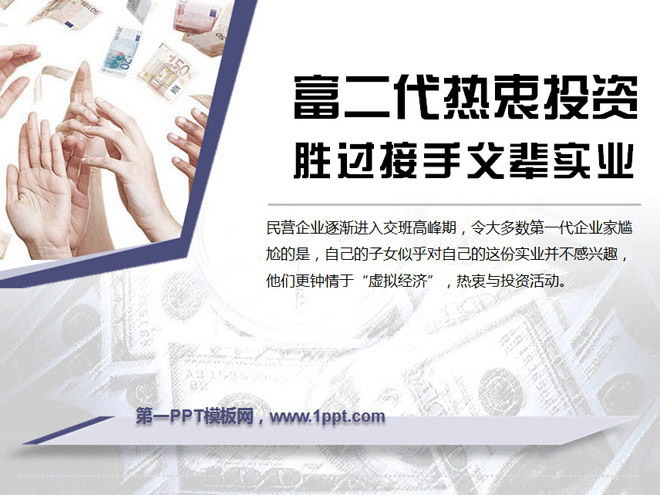 富二代热衷投资
胜过接手父辈实业
民营企业逐渐进入交班高峰期，令大多数第一代企业家尴
尬的是，自己的子女似乎对自己的这份实业并不感兴趣，
他们更钟情于“虚拟经济”，热衷与投资活动。
第一PPT模板网，www.1ppt.com